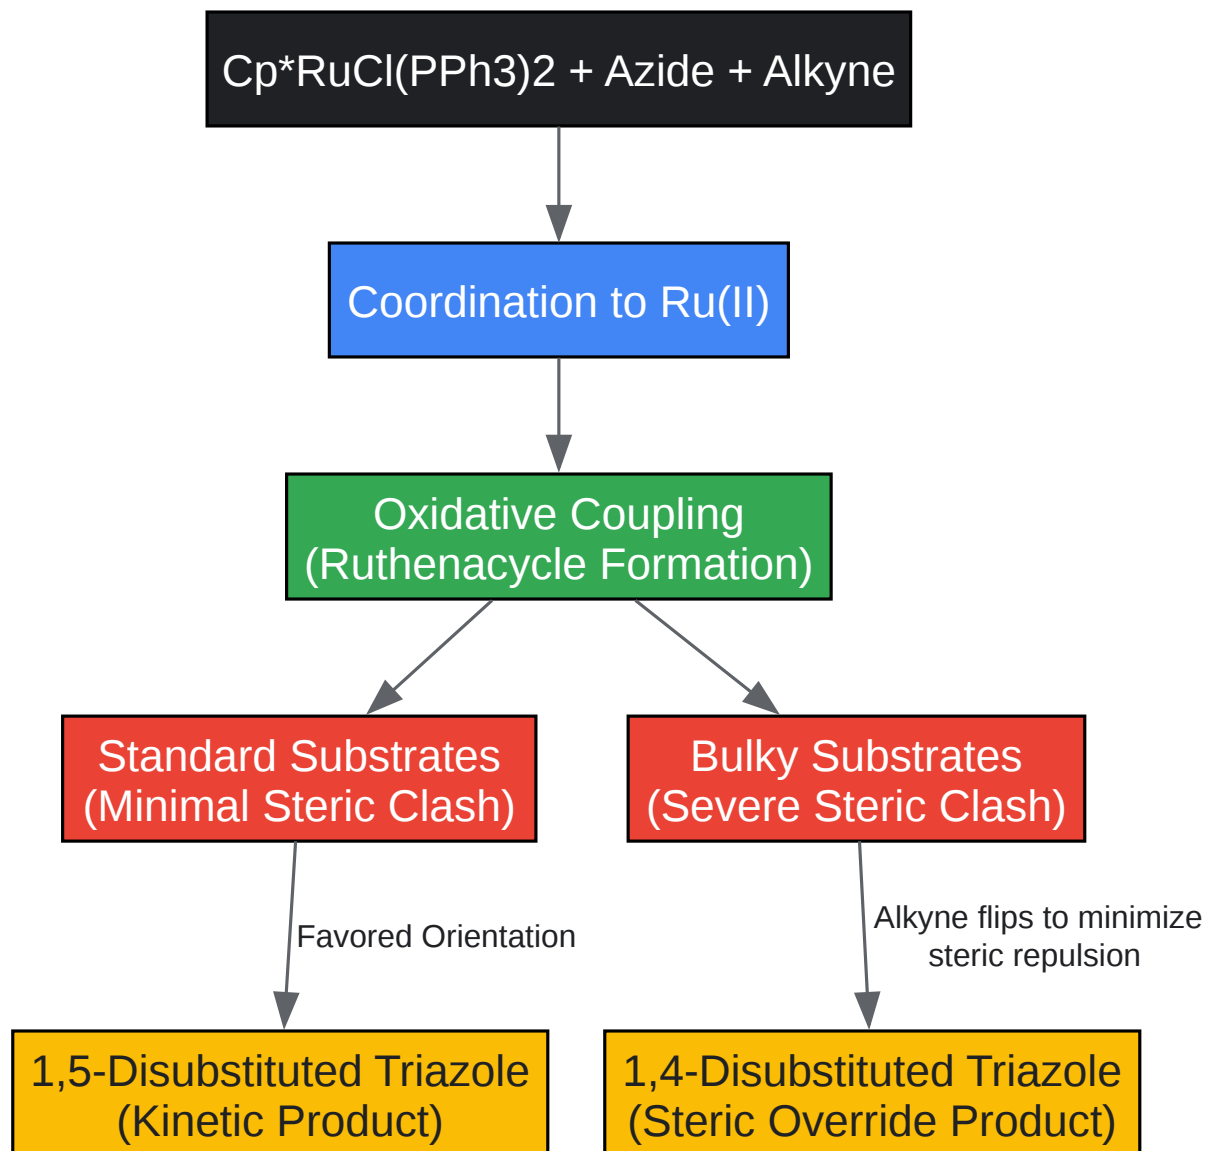 Cp*RuCl(PPh3)2 + Azide + Alkyne
Coordination to Ru(II)
Oxidative Coupling
(Ruthenacycle Formation)
Standard Substrates
(Minimal Steric Clash)
Bulky Substrates
(Severe Steric Clash)
Favored Orientation
Alkyne flips to minimize
steric repulsion
1,5-Disubstituted Triazole
(Kinetic Product)
1,4-Disubstituted Triazole
(Steric Override Product)